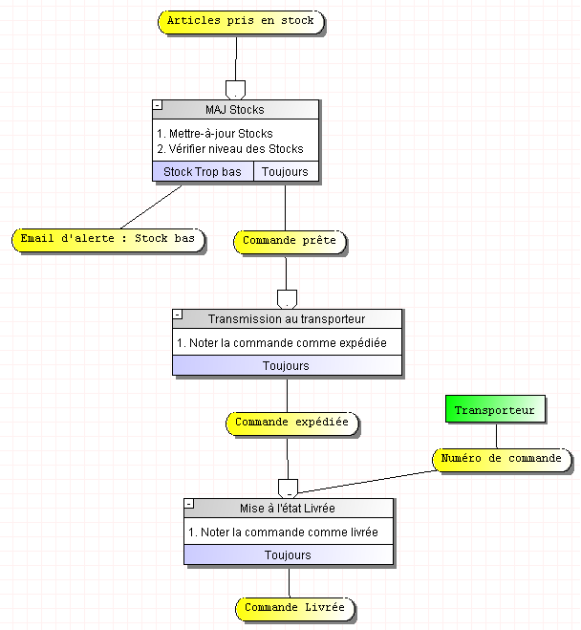 Articles pris en stock
MAJ Stocks
1. Mettre-à-jour Stocks
2. Vérifier niveau des Stocks
Stock Trop bas
Toujours
Email d'alerte : Stock bas
Commande prête
Transmission au transporteur
1. Noter la commande comme expédiée
Toujours
Commande expédiée
Transporteur
Numéro de commande
Mise à l'état Livrée
1. Noter la commande comme livrée
Toujours
Commande Livrée